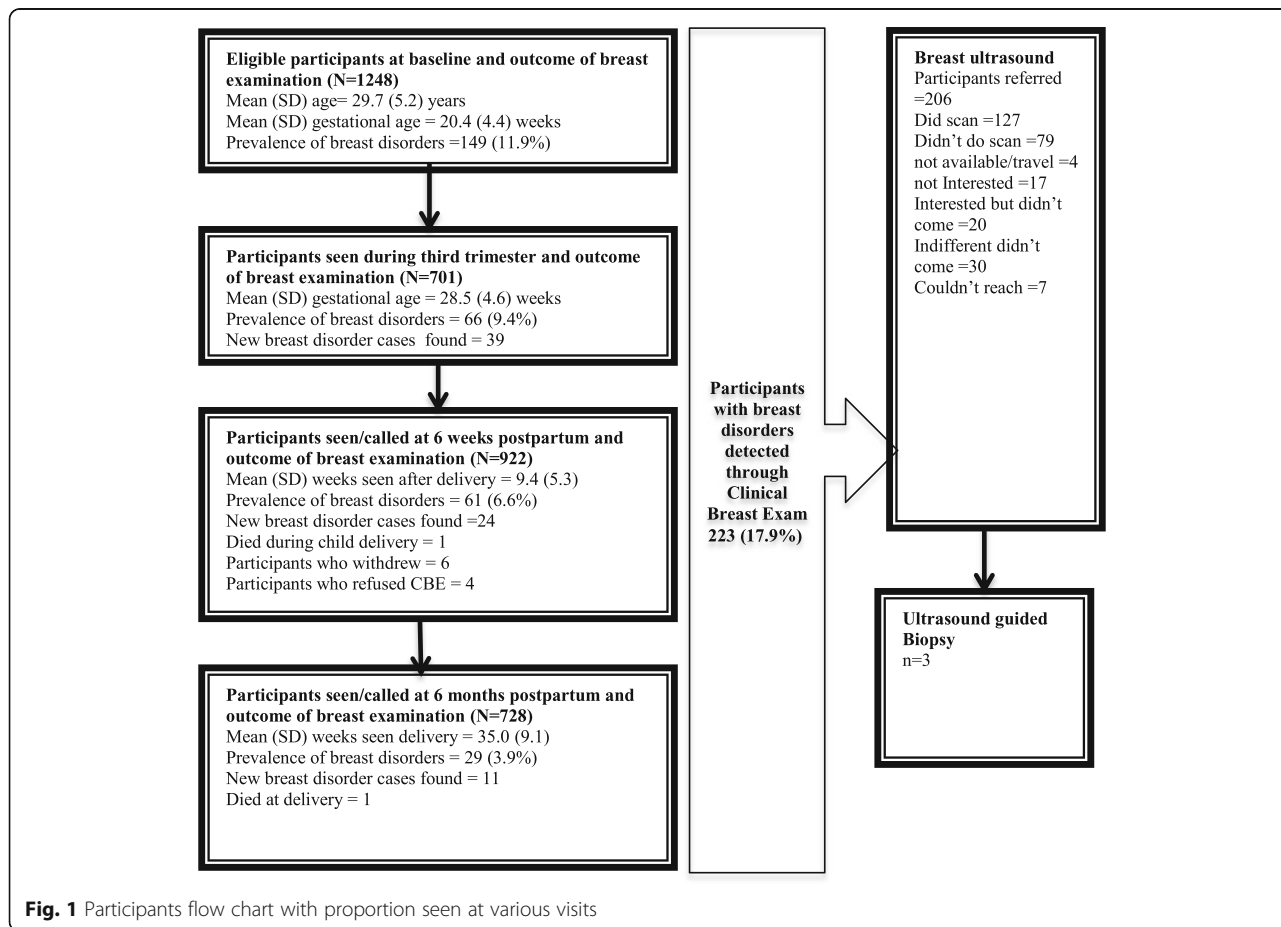 Eligible participants at baseline and outcome of breast
examination (N=1248)
Mean (SD) age= 29.7 (5.2) years
Mean (SD) gestational age = 20.4 (4.4) weeks
Prevalence of breast disorders =149 (11.9%)
Participants seen during third trimester and outcome
of breast examination (N=701)
Mean (SD) gestational age = 28.5 (4.6) weeks
Prevalence of breast disorders = 66 (9.4%)
New breast disorder cases found = 39
Participants seen/called at 6 weeks postpartum and
outcome of breast examination (N=922)
Mean (SD) weeks seen after delivery = 9.4 (5.3)
Prevalence of breast disorders = 61 (6.6%)
New breast disorder cases found =24
Died during child delivery = 1
Participants who withdrew = 6
Participants who refused CBE = 4
Participants seen/called at 6 months postpartum and
outcome of breast examination (N=728)
Mean (SD) weeks seen delivery = 35.0 (9.1)
Prevalence of breast disorders = 29 (3.9%)
New breast disorder cases found = 11
Died at delivery = 1
Participants
with breast
disorders
detected
through
Clinical
Breast Exam
223 (17.9%)
Breast ultrasound
Participants referred
=206
Did scan =127
Didn't do scan =79
not available/travel =4
not Interested =17
Interested but didn't
come =20
Indifferent didn't
come =30
Couldn't reach =7
Ultrasound guided
Biopsy
n=3
Fig. 1 Participants flow chart with proportion seen at various visits